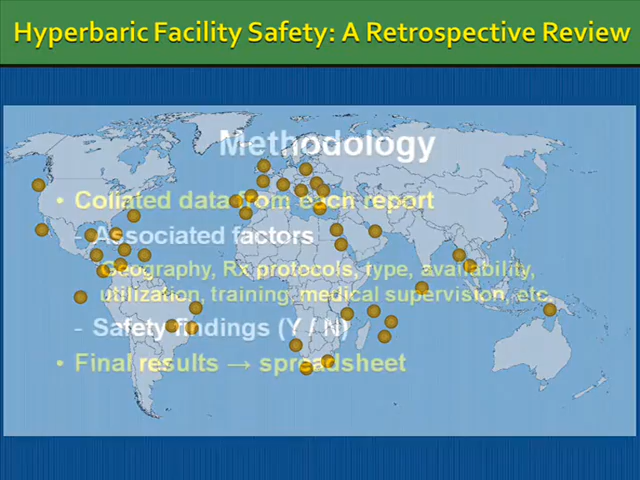 Hyperbaric Facility Safety: A Retrospective Review
Methodology
• Collated data from each report
- Associated factors
Geography, Rx protocols, type, availability,
utilization, training, medical supervision, etc.
- Safety findings (Y / N)
• Final results → spreadsheet